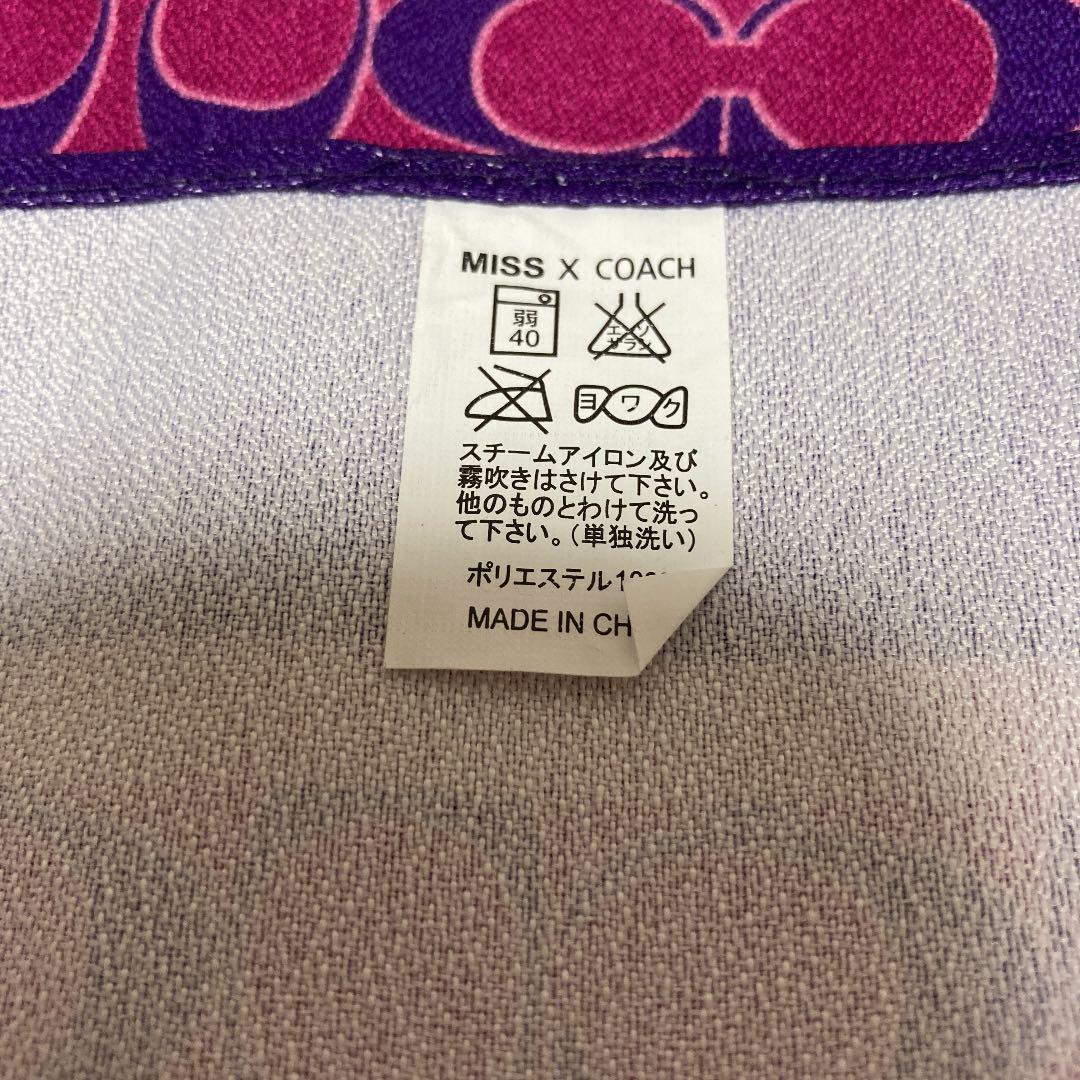 MISS X COACH
弱
40
エンソ
サラシ
ヨワク
スチームアイロン及び
霧吹きはさけて下さい。
他のものとわけて洗っ
て下さい。(単独洗い)
ポリエステル
MADE IN